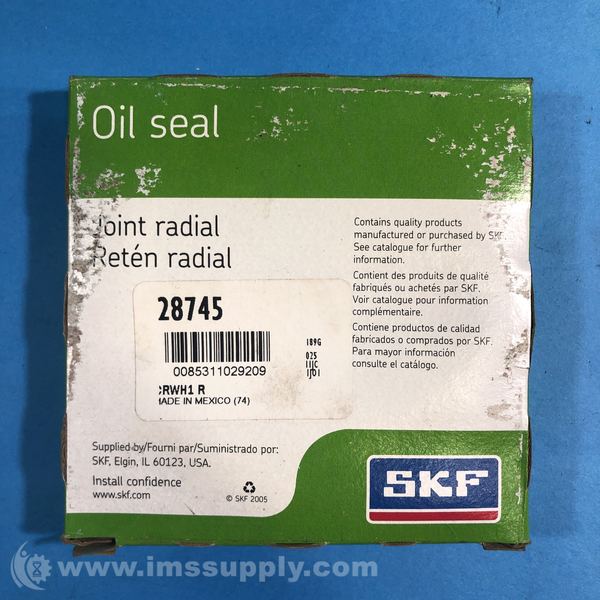 Oil seal
Joint radial
Retén radial
Contains quality products
manufactured or purchased by SKF.
See catalogue for further
information.
Contient des produits de qualité
fabriqués ou achetés par SKF.
Voir catalogue pour information
complémentaire.
Contiene productos de calidad
fabricados o comprados por SKF.
Para mayor información
consulte el catálogo.
28745
189G
025
0085311029209
CRWH1 R
MADE IN MEXICO (74)
Supplied by/Fourni par/Suministrado por:
SKF, Elgin, IL 60123, USA.
Install confidence
www.skf.com
© SKF 2005
SKF
www.imssupply.com